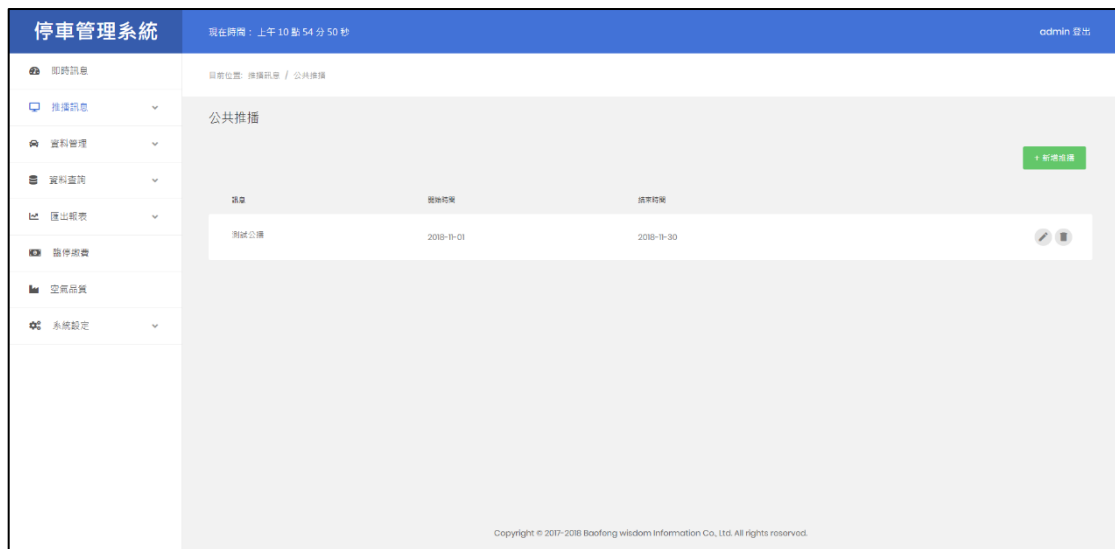 停車管理系統
現在時間： 上午 10 點 54 分 50 秒
admin 登出
即時訊息
目前位置: 推播訊息 / 公共推播
推播訊息
公共推播
資料管理
+ 新增推播
資料查詢
訊息 開始時間 結束時間
匯出報表
測試公播 2018-11-01 2018-11-30
臨停繳費
空氣品質
系統設定
Copyright © 2017-2018 Baofeng wisdom Information Co., Ltd. All rights reserved.